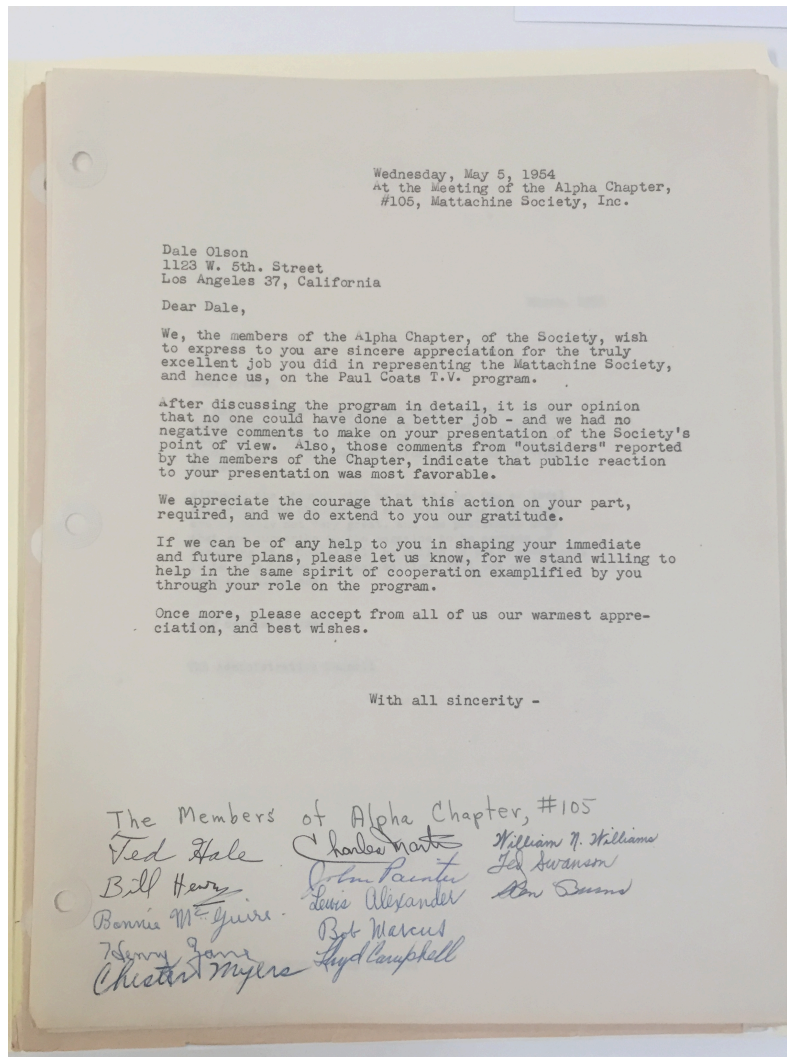 Wednesday, May 5, 1954
At the Meeting of the Alpha Chapter,
#105, Mattachine Society, Inc.
Dale Olson
1123 W. 5th. Street
Los Angeles 37, California
Dear Dale,
We, the members of the Alpha Chapter, of the Society, wish
to express to you are sincere appreciation for the truly
excellent job you did in representing the Mattachine Society,
and hence us, on the Paul Coats T.V. program.
After discussing the program in detail, it is our opinion
that no one could have done a better job - and we had no
negative comments to make on your presentation of the Society's
point of view. Also, those comments from "outsiders" reported
by the members of the Chapter, indicate that public reaction
to your presentation was most favorable.
We appreciate the courage that this action on your part,
required, and we do extend to you our gratitude.
If we can be of any help to you in shaping your immediate
and future plans, please let us know, for we stand willing to
help in the same spirit of cooperation examplified by you
through your role on the program.
Once more, please accept from all of us our warmest appre-
ciation, and best wishes.
With all sincerity -
The Members of Alpha Chapter, #105
Ted Hale
Bill Henry
Bonnie McGuire.
Henry
Chester Myers
Charles
John Painter
Lewis Alexander
Bob Marcus
Lloyd Campbell
William N. Williams
Ted Swanson
Ken Burns